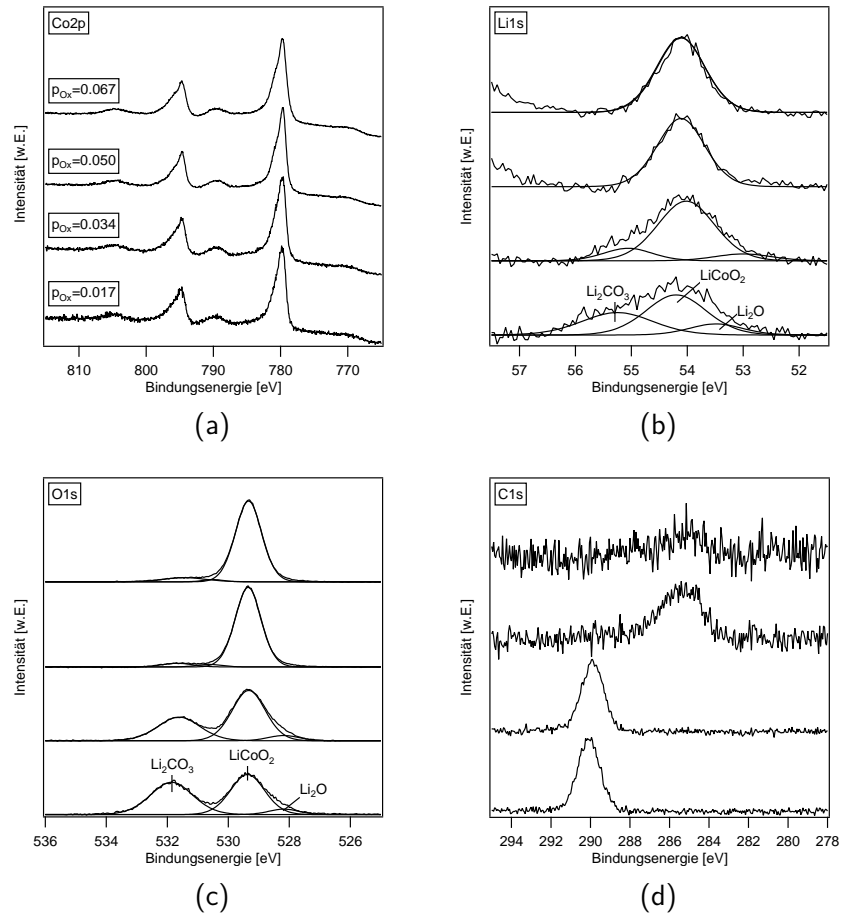 Co2p
p_Ox=0.067
p_Ox=0.050
p_Ox=0.034
p_Ox=0.017
Intensität [w.E.]
810 800 790 780 770
Bindungsenergie [eV]
(a)
Li1s
Intensität [w.E.]
Li₂CO₃
LiCoO₂
Li₂O
57 56 55 54 53 52
Bindungsenergie [eV]
(b)
O1s
Intensität [w.E.]
Li₂CO₃
LiCoO₂
Li₂O
536 534 532 530 528 526
Bindungsenergie [eV]
(c)
C1s
Intensität [w.E.]
294 292 290 288 286 284 282 280 278
Bindungsenergie [eV]
(d)